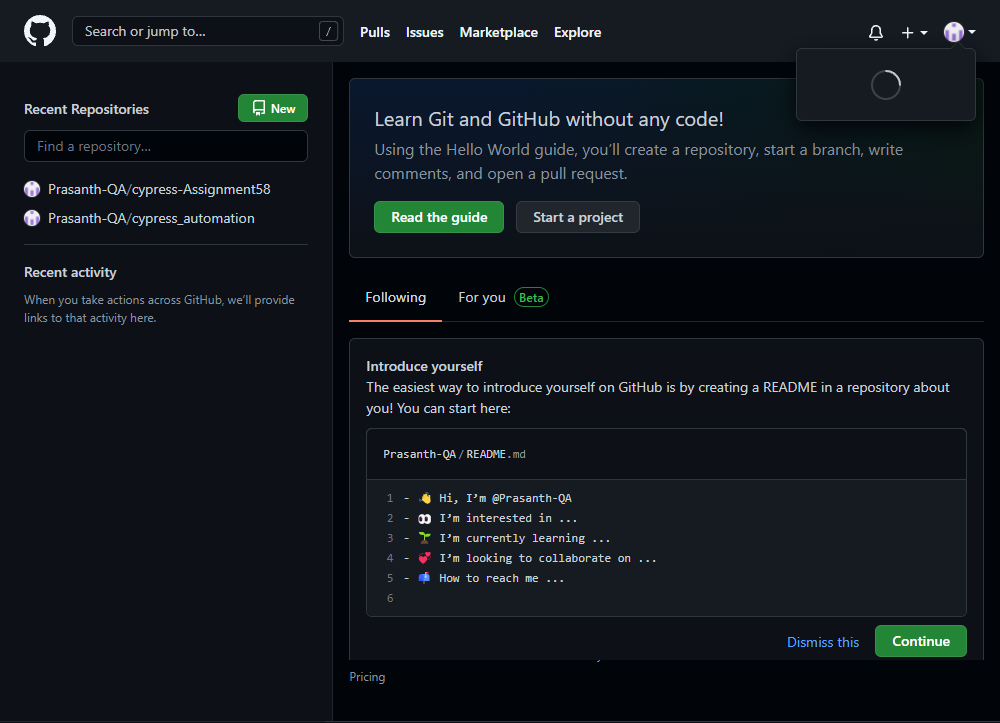 Search or jump to... /
Pulls Issues Marketplace Explore
Recent Repositories
New
Find a repository...
Prasanth-QA/cypress-Assignment58
Prasanth-QA/cypress_automation
Recent activity
When you take actions across GitHub, we’ll provide
links to that activity here.
Learn Git and GitHub without any code!
Using the Hello World guide, you’ll create a repository, start a branch, write
comments, and open a pull request.
Read the guide Start a project
Following For you Beta
Introduce yourself
The easiest way to introduce yourself on GitHub is by creating a README in a repository about
you! You can start here:
Prasanth-QA/README.md
1 - 👋 Hi, I’m @Prasanth-QA
2 - 👀 I’m interested in ...
3 - 🌱 I’m currently learning ...
4 - 💞️ I’m looking to collaborate on ...
5 - 📫 How to reach me ...
6
Dismiss this Continue
Pricing